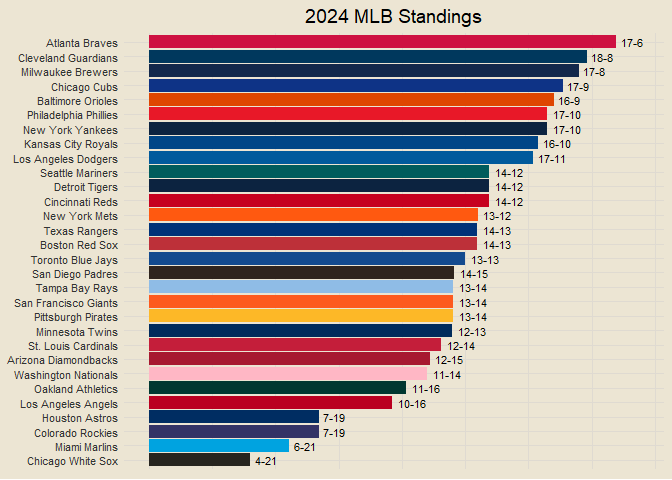 2024 MLB Standings
Atlanta Braves 17-6
Cleveland Guardians 18-8
Milwaukee Brewers 17-8
Chicago Cubs 17-9
Baltimore Orioles 16-9
Philadelphia Phillies 17-10
New York Yankees 17-10
Kansas City Royals 16-10
Los Angeles Dodgers 17-11
Seattle Mariners 14-12
Detroit Tigers 14-12
Cincinnati Reds 14-12
New York Mets 13-12
Texas Rangers 14-13
Boston Red Sox 14-13
Toronto Blue Jays 13-13
San Diego Padres 14-15
Tampa Bay Rays 13-14
San Francisco Giants 13-14
Pittsburgh Pirates 13-14
Minnesota Twins 12-13
St. Louis Cardinals 12-14
Arizona Diamondbacks 12-15
Washington Nationals 11-14
Oakland Athletics 11-16
Los Angeles Angels 10-16
Houston Astros 7-19
Colorado Rockies 7-19
Miami Marlins 6-21
Chicago White Sox 4-21